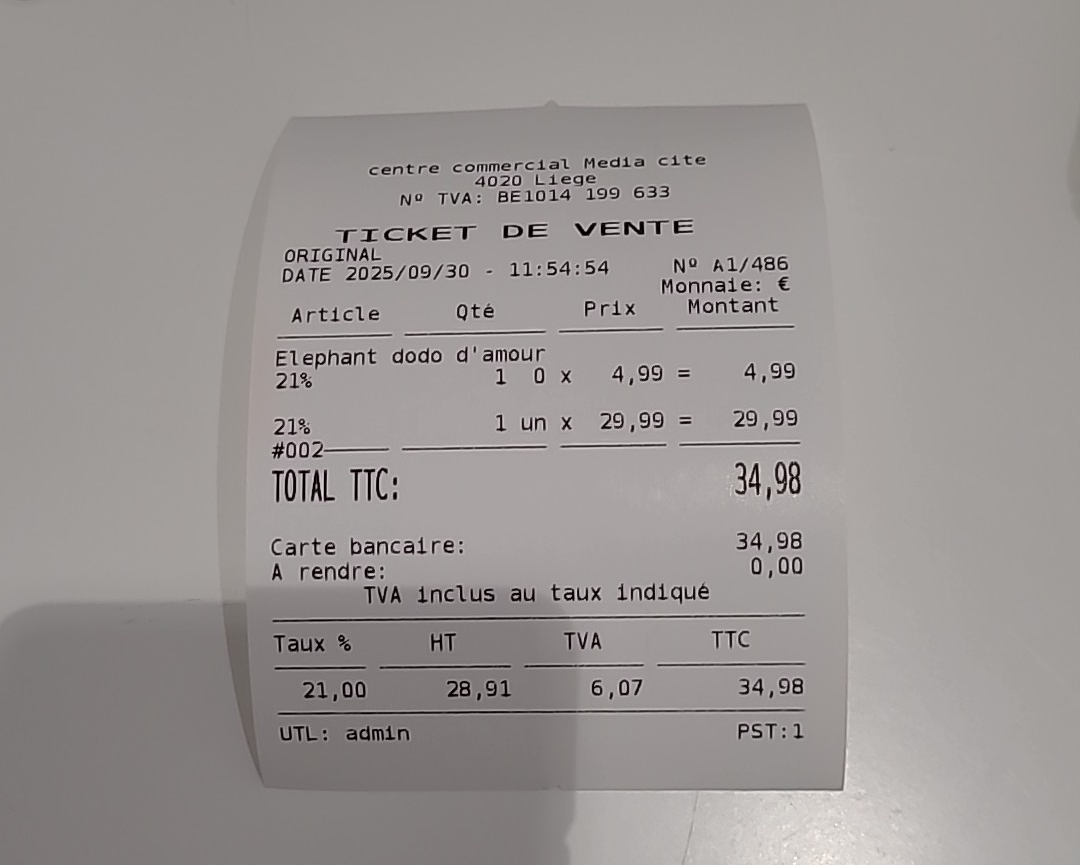 centre commercial Media cite
4020 Liege
Nº TVA: BE1014 199 633
TICKET DE VENTE
ORIGINAL
DATE 2025/09/30 - 11:54:54 Nº A1/486
Monnaie: €
Article Qté Prix Montant
Elephant dodo d'amour
21% 1 0 x 4,99 = 4,99
21% 1 un x 29,99 = 29,99
#002
TOTAL TTC: 34,98
Carte bancaire: 34,98
A rendre: 0,00
TVA inclus au taux indiqué
Taux % HT TVA TTC
21,00 28,91 6,07 34,98
UTL: admin PST:1